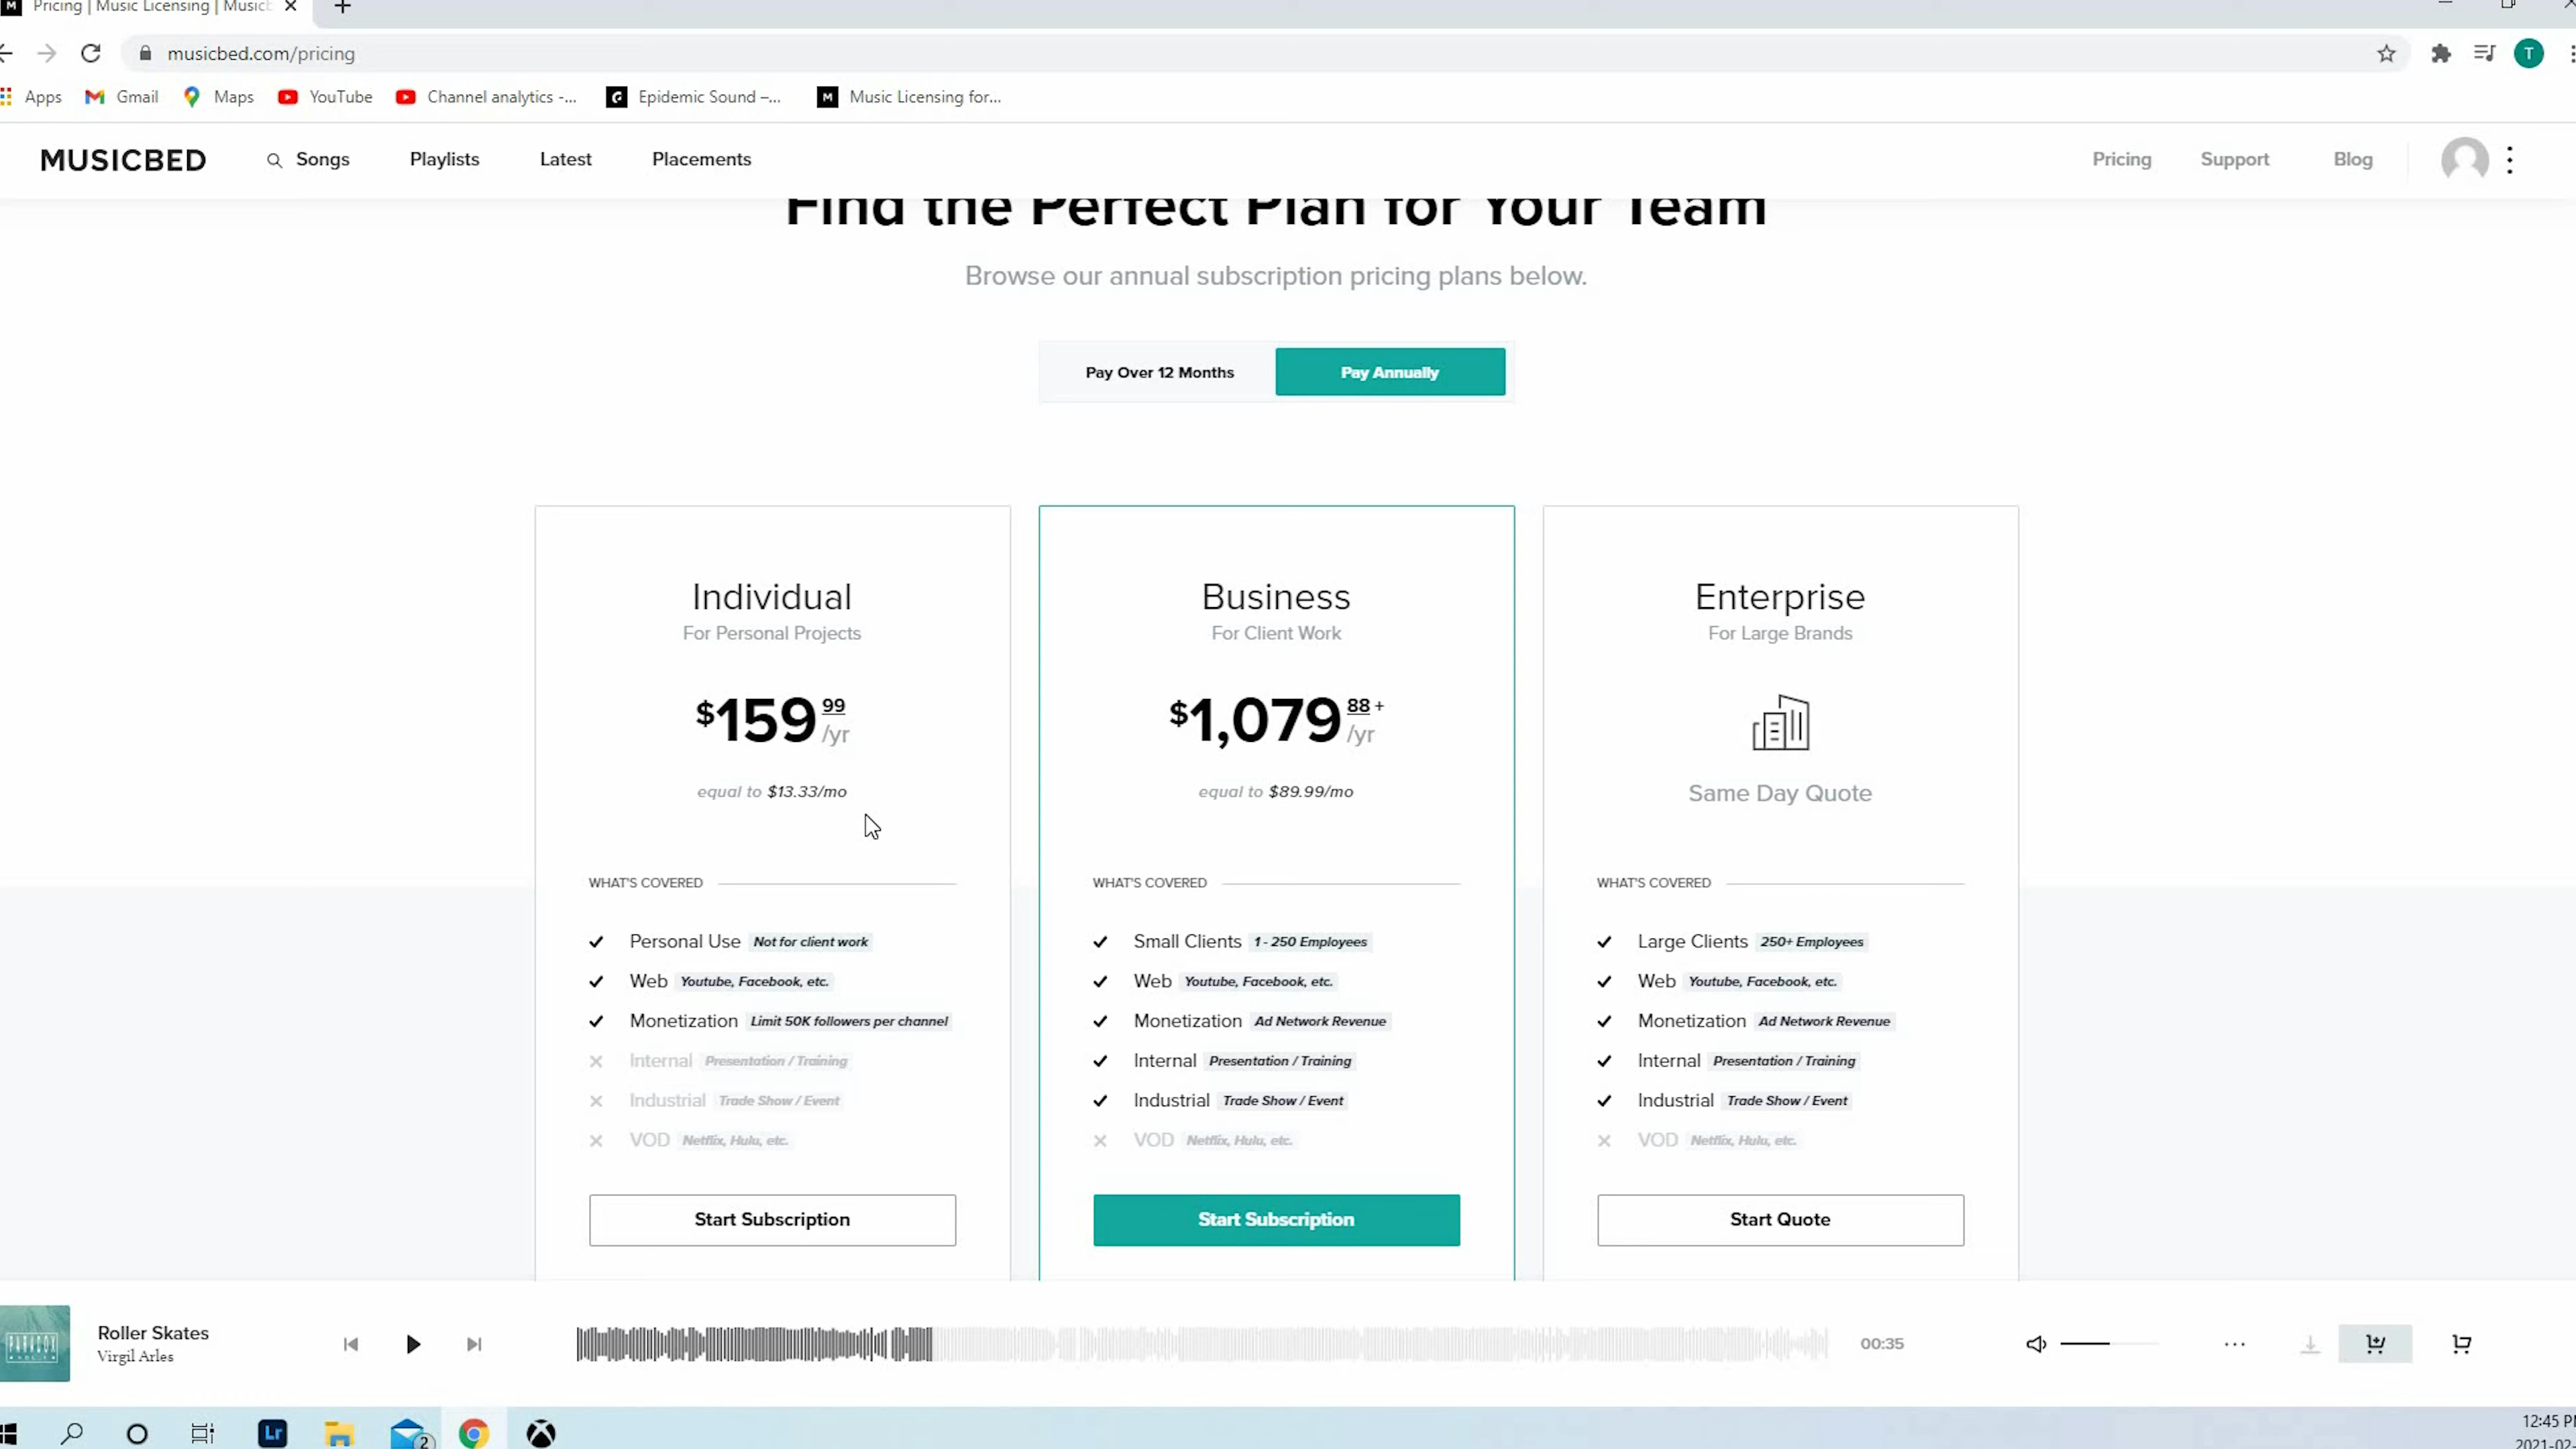 Pricing | Music Licensing | Musicb
musicbed.com/pricing
T
Apps Gmail Maps YouTube Channel analytics -... Epidemic Sound –... Music Licensing for...
MUSICBED Songs Playlists Latest Placements Pricing Support Blog
Find the Perfect Plan for Your Team
Browse our annual subscription pricing plans below.
Pay Over 12 Months Pay Annually
Individual
For Personal Projects
$159 99 /yr
equal to $13.33/mo
WHAT'S COVERED
Personal Use Not for client work
Web Youtube, Facebook, etc.
Monetization Limit 50K followers per channel
Internal Presentation / Training
Industrial Trade Show / Event
VOD Netflix, Hulu, etc.
Start Subscription
Business
For Client Work
$1,079 88 + /yr
equal to $89.99/mo
WHAT'S COVERED
Small Clients 1 - 250 Employees
Web Youtube, Facebook, etc.
Monetization Ad Network Revenue
Internal Presentation / Training
Industrial Trade Show / Event
VOD Netflix, Hulu, etc.
Start Subscription
Enterprise
For Large Brands
Same Day Quote
WHAT'S COVERED
Large Clients 250+ Employees
Web Youtube, Facebook, etc.
Monetization Ad Network Revenue
Internal Presentation / Training
Industrial Trade Show / Event
VOD Netflix, Hulu, etc.
Start Quote
PARADOX
Roller Skates
Virgil Arles
00:35
Lr
2
12:45 P
2021-02-